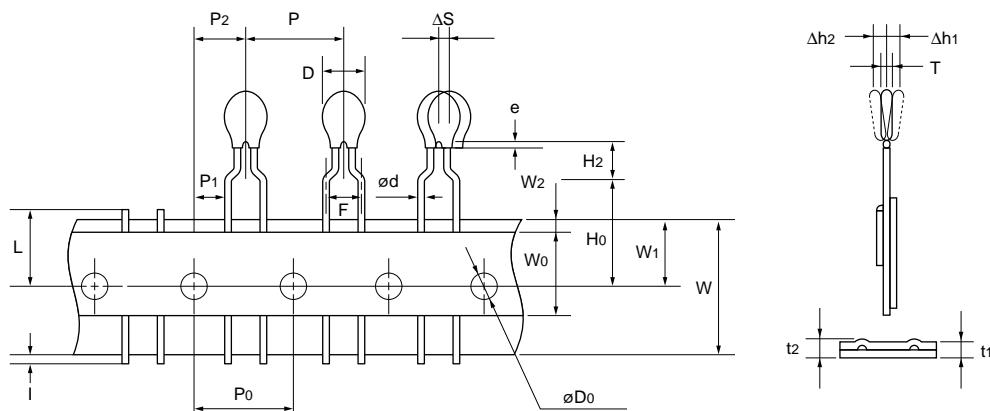 P2 P ΔS
Δh2 Δh1
T
D
e
H2
P1 ød W2
F
L H0 W1
W0 W
t2 t1
l
P0 øD0